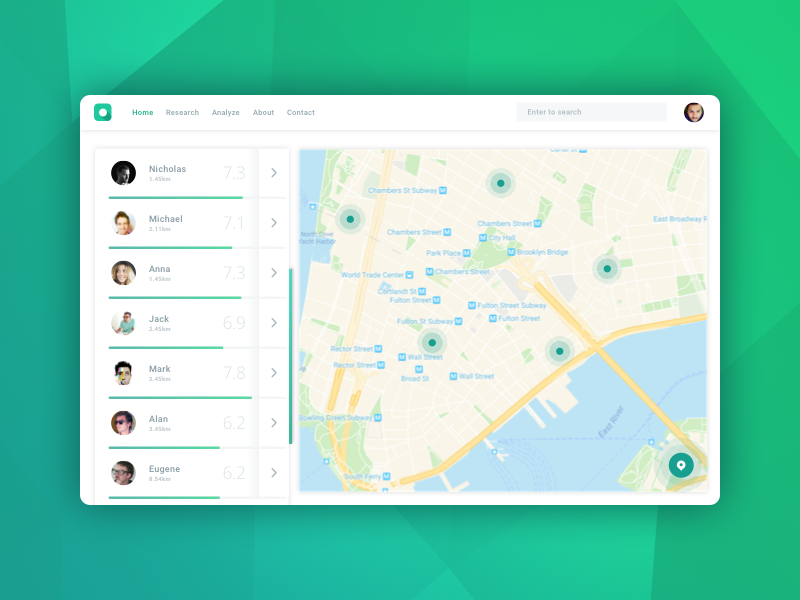 Home Research Analyze About Contact
Enter to search
Nicholas
1.45km
7.3
Michael
2.11km
7.1
Anna
1.45km
7.3
Jack
2.45km
6.9
Mark
2.45km
7.8
Alan
3.45km
6.2
Eugene
8.54km
6.2
Chambers St Subway
Chambers Street
Chambers Street
City Hall
East Broadway
Yacht Harbor
Park Place
Brooklyn Bridge
World Trade Center
Chambers Street
Cortlandt St
Fulton Street
Fulton Street Subway
Fulton St Subway
Fulton Street
Rector Street
Wall Street
Rector Street
Broad St
Wall Street
Bowling Green Subway
East River
South Ferry